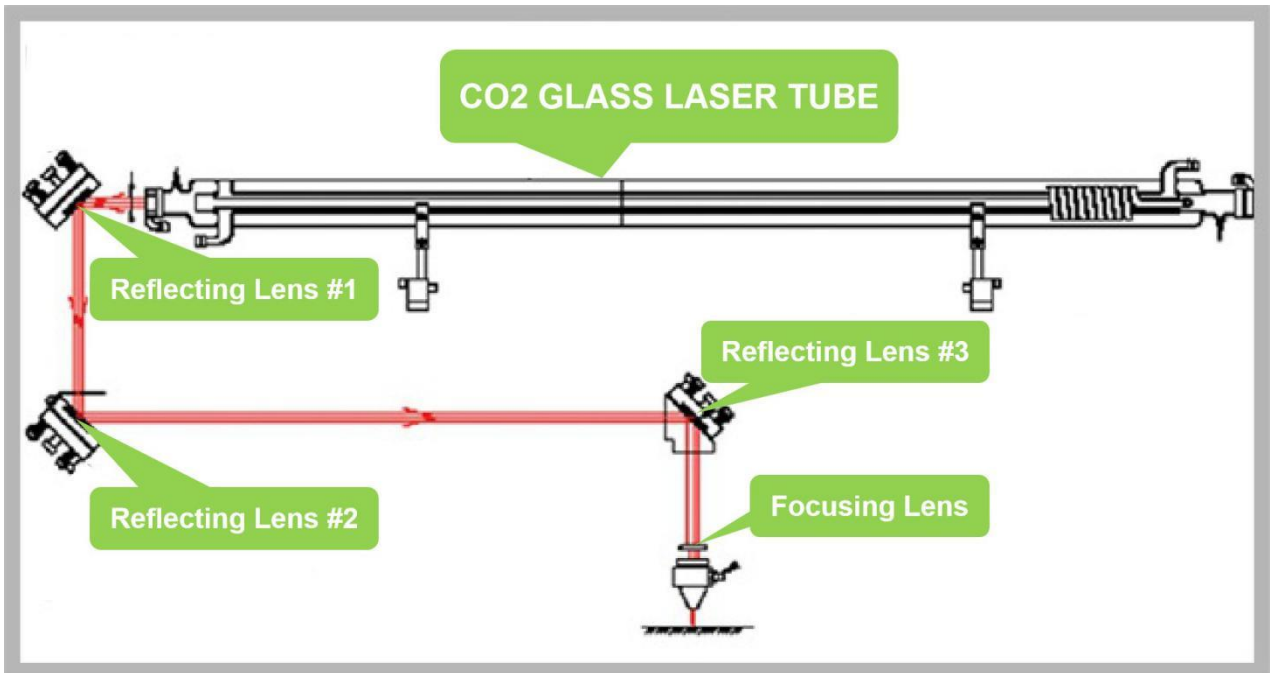 CO2 GLASS LASER TUBE
Reflecting Lens #1
Reflecting Lens #3
Reflecting Lens #2
Focusing Lens